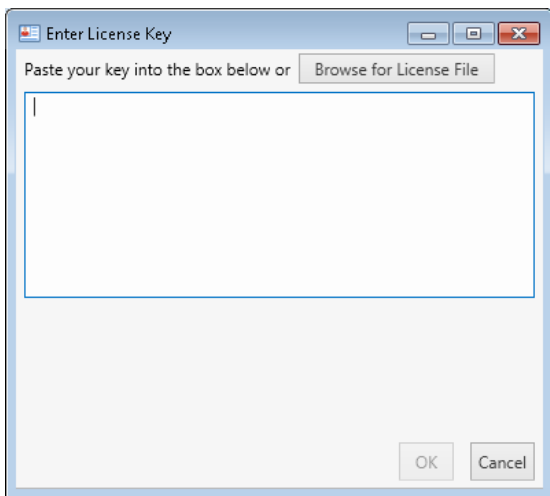 Enter License Key
Paste your key into the box below or Browse for License File
OK Cancel